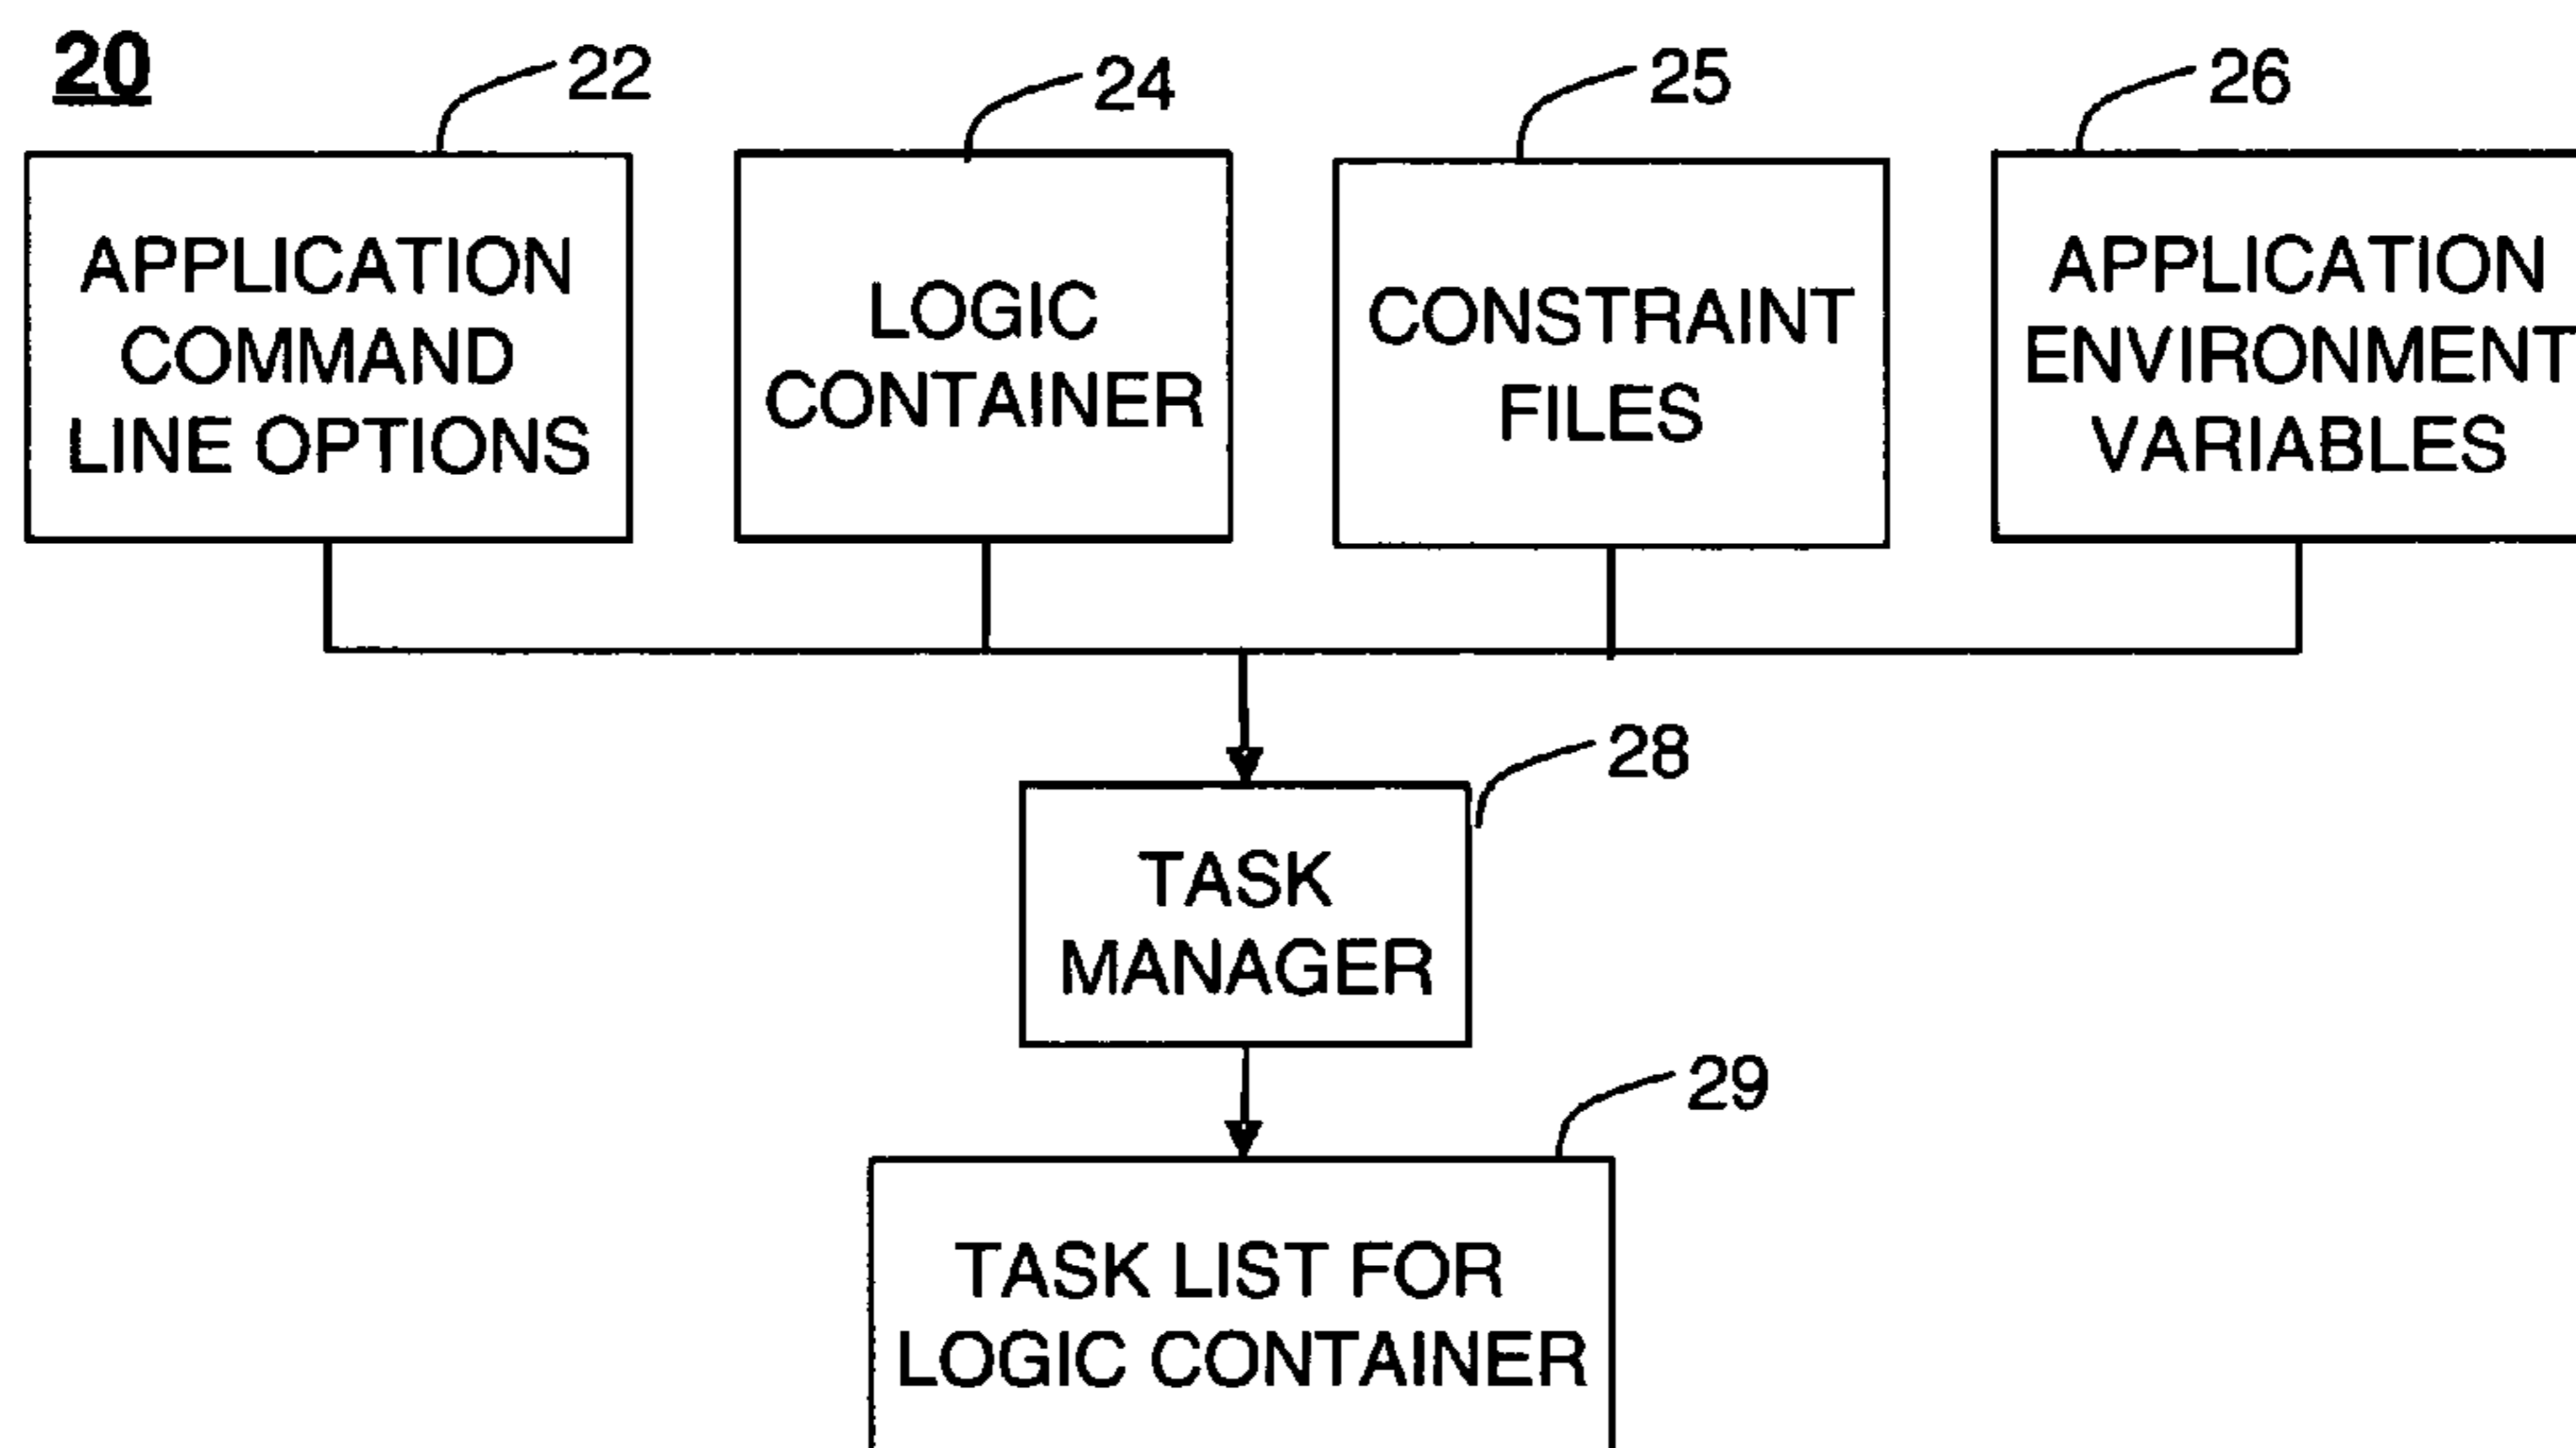 20
22
24
25
26
APPLICATION
COMMAND
LINE OPTIONS
LOGIC
CONTAINER
CONSTRAINT
FILES
APPLICATION
ENVIRONMENT
VARIABLES
28
TASK
MANAGER
29
TASK LIST FOR
LOGIC CONTAINER